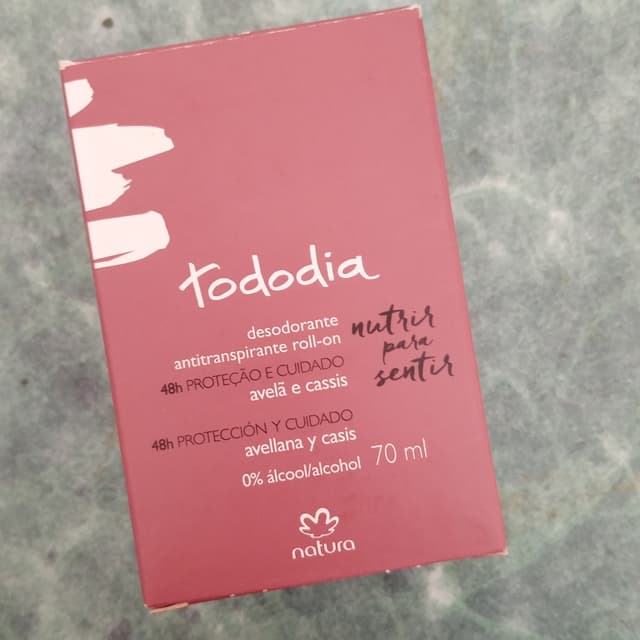 tododia
desodorante
antitranspirante roll-on
48h PROTEÇÃO E CUIDADO
avelã e cassis
nutrir
para
sentir
48h PROTECCIÓN Y CUIDADO
avellana y casis
0% álcool/alcohol 70 ml
natura